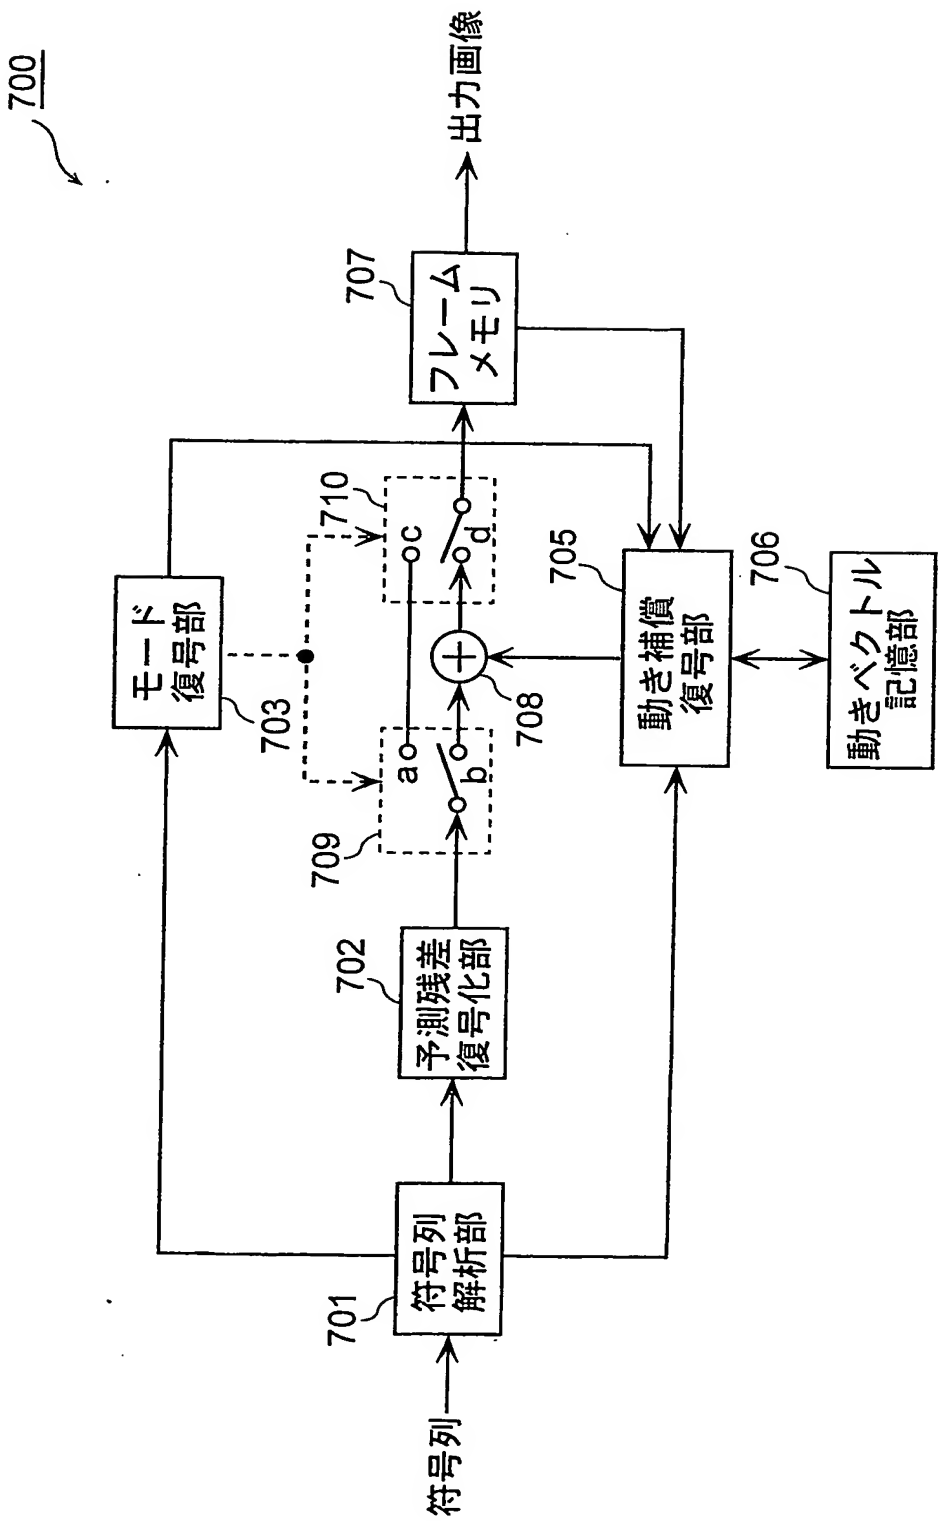 700
モード
復号部
703
710
707
フレーム
メモリ
出力画像
709
a
b
c
d
708
702
予測残差
復号化部
701
符号列
解析部
符号列
705
動き補償
復号部
706
動きベクトル
記憶部